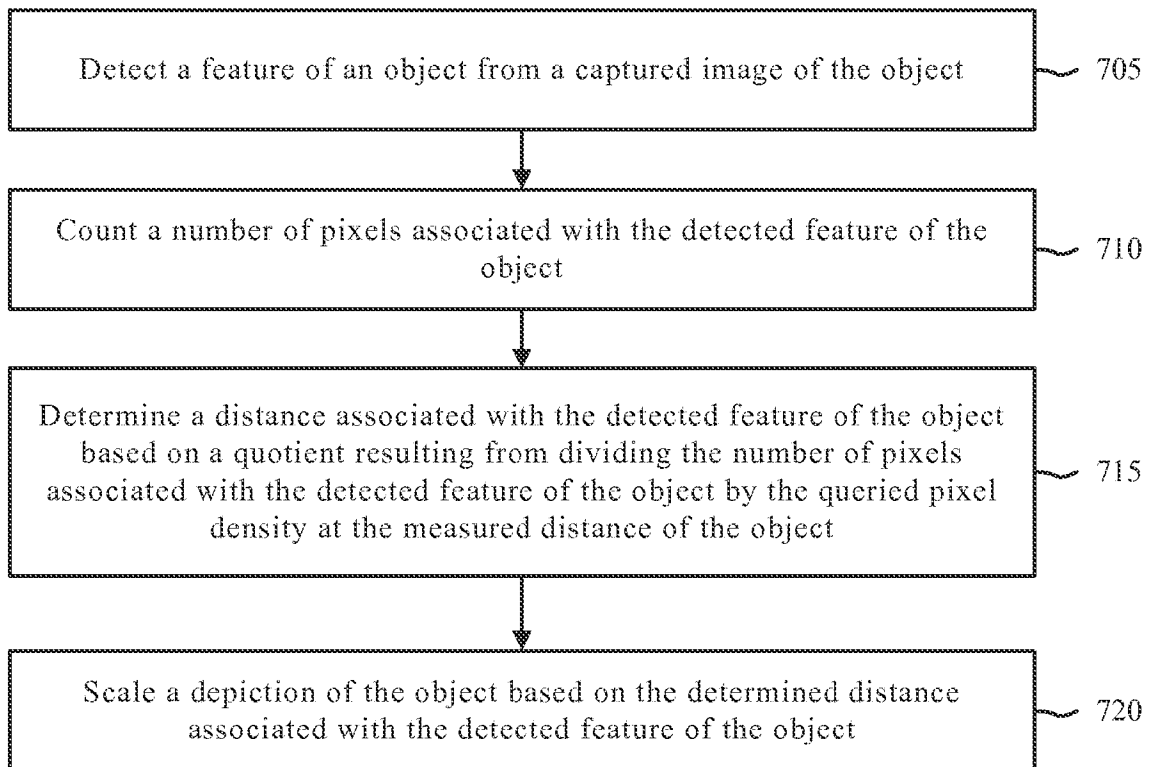 Detect a feature of an object from a captured image of the object
705
Count a number of pixels associated with the detected feature of the
object
710
Determine a distance associated with the detected feature of the object
based on a quotient resulting from dividing the number of pixels
associated with the detected feature of the object by the queried pixel
density at the measured distance of the object
715
Scale a depiction of the object based on the determined distance
associated with the detected feature of the object
720